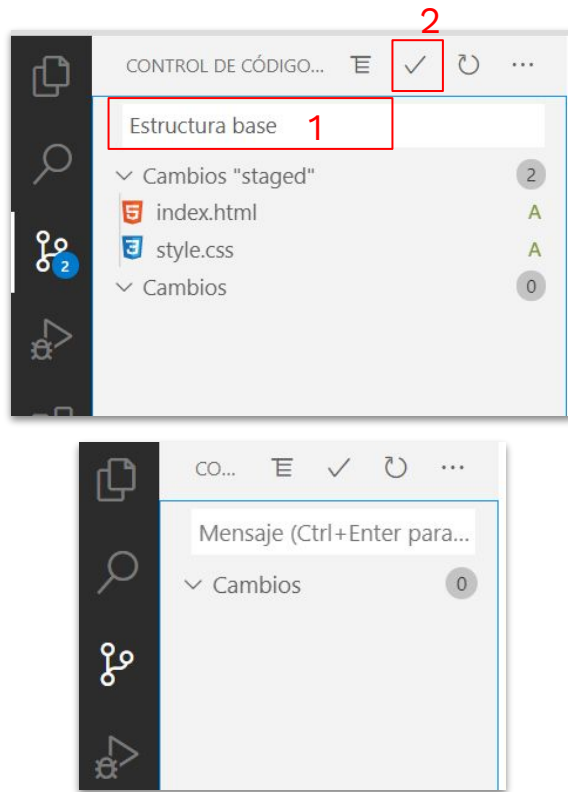 2
CONTROL DE CÓDIGO...
Estructura base 1
Cambios "staged" 2
index.html A
style.css A
2
Cambios 0
CO...
Mensaje (Ctrl+Enter para...
Cambios 0